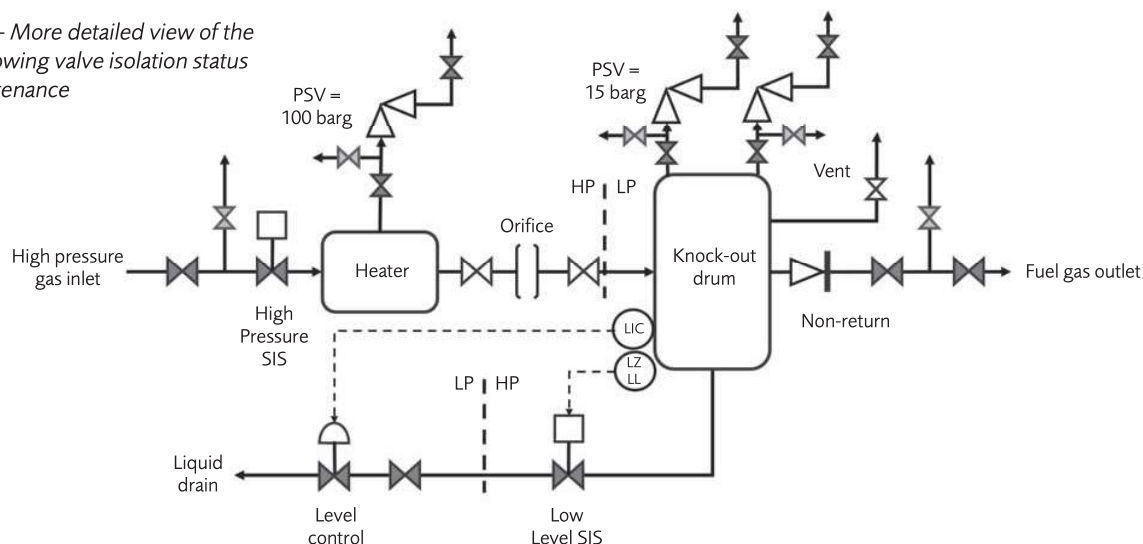 - More detailed view of the
owing valve isolation status
enance
PSV =
100 barg
PSV =
15 barg
HP
LP
Vent
Orifice
High pressure
gas inlet
Heater
Knock-out
drum
Fuel gas outlet
High
Pressure
SIS
Non-return
LIC
LZ
LL
LP
HP
Liquid
drain
Level
control
Low
Level SIS